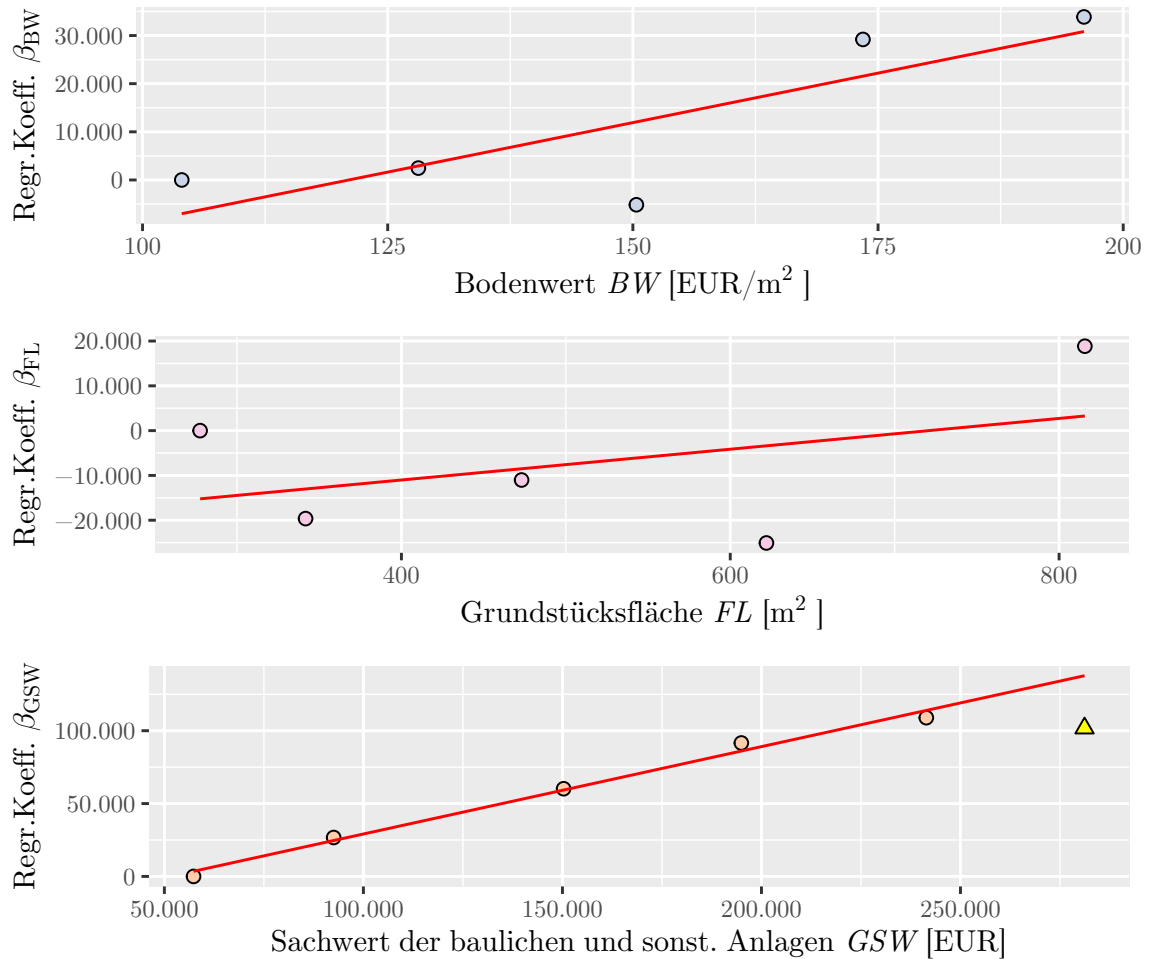 Regr.Koeff. β_BW
30.000
20.000
10.000
0
100 125 150 175 200
Bodenwert BW [EUR/m² ]
Regr.Koeff. β_FL
20.000
10.000
0
−10.000
−20.000
400 600 800
Grundstücksfläche FL [m² ]
Regr.Koeff. β_GSW
100.000
50.000
0
50.000 100.000 150.000 200.000 250.000
Sachwert der baulichen und sonst. Anlagen GSW [EUR]